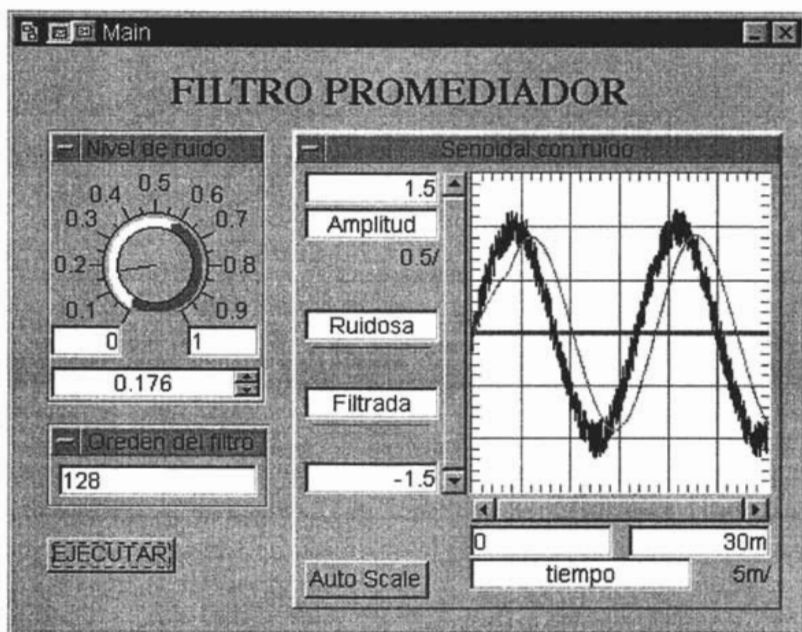 Main
FILTRO PROMEDIADOR
Nivel de ruido
0.5
0.4
0.6
0.3
0.7
0.2
0.8
0.1
0.9
0
1
0.176
Oreden del filtro
128
EJECUTAR
Senoidal con ruido
1.5
Amplitud
0.5/
Ruidosa
Filtrada
-1.5
0
30m
Auto Scale
tiempo
5m/